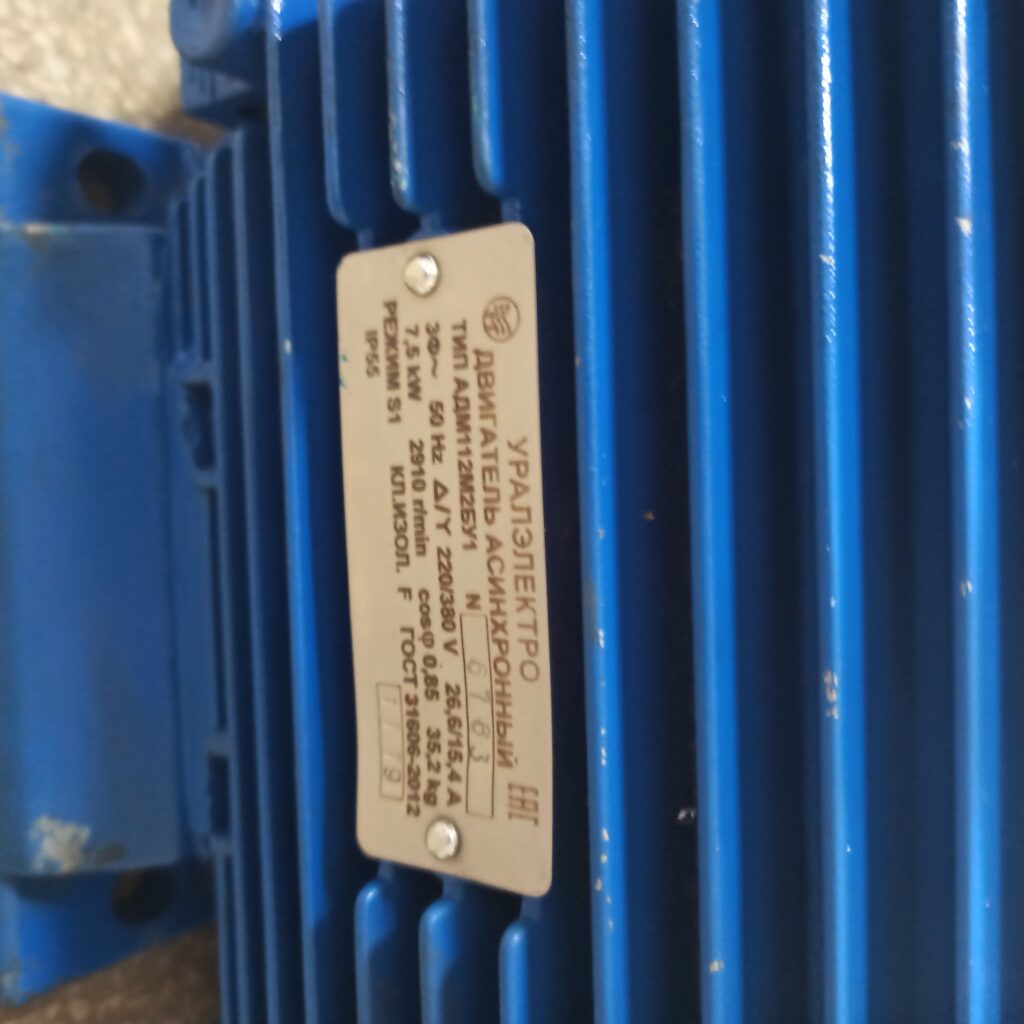 УРАЛЭЛЕКТРО
ДВИГАТЕЛЬ АСИНХРОННЫЙ EAC
ТИП АДМ112М2БУ1 N 6783
3Ф~ 50 Hz Δ/Y 220/380 V 26,6/15,4 A
7,5 kW 2910 r/min cosφ 0,85 35,2 kg
РЕЖИМ S1 КЛ.ИЗОЛ. F ГОСТ 31606-2012
IP55